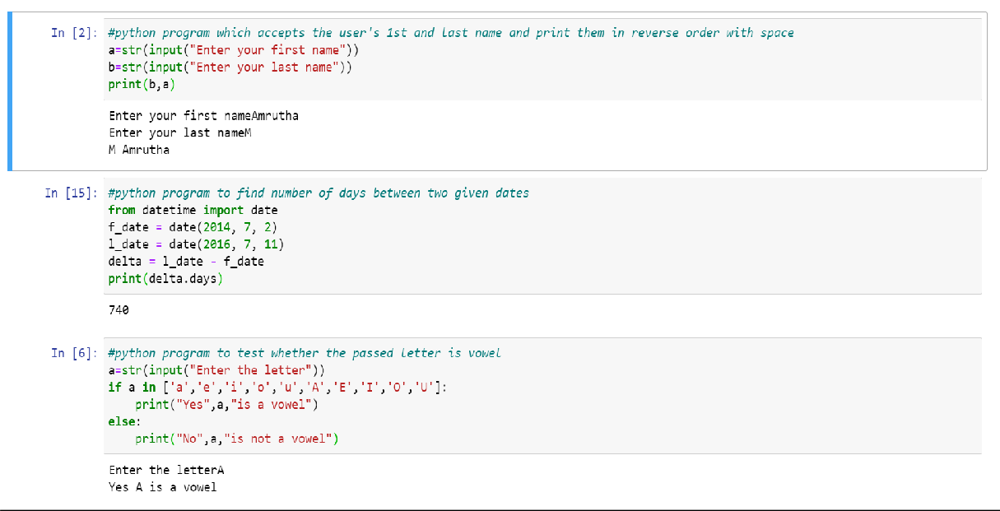 In [2]: #python program which accepts the user's 1st and last name and print them in reverse order with space
a=str(input("Enter your first name"))
b=str(input("Enter your last name"))
print(b,a)
Enter your first nameAmrutha
Enter your last nameM
M Amrutha
In [15]: #python program to find number of days between two given dates
from datetime import date
f_date = date(2014, 7, 2)
l_date = date(2016, 7, 11)
delta = l_date - f_date
print(delta.days)
740
In [6]: #python program to test whether the passed letter is vowel
a=str(input("Enter the letter"))
if a in ['a','e','i','o','u','A','E','I','O','U']:
    print("Yes",a,"is a vowel")
else:
    print("No",a,"is not a vowel")
Enter the letterA
Yes A is a vowel